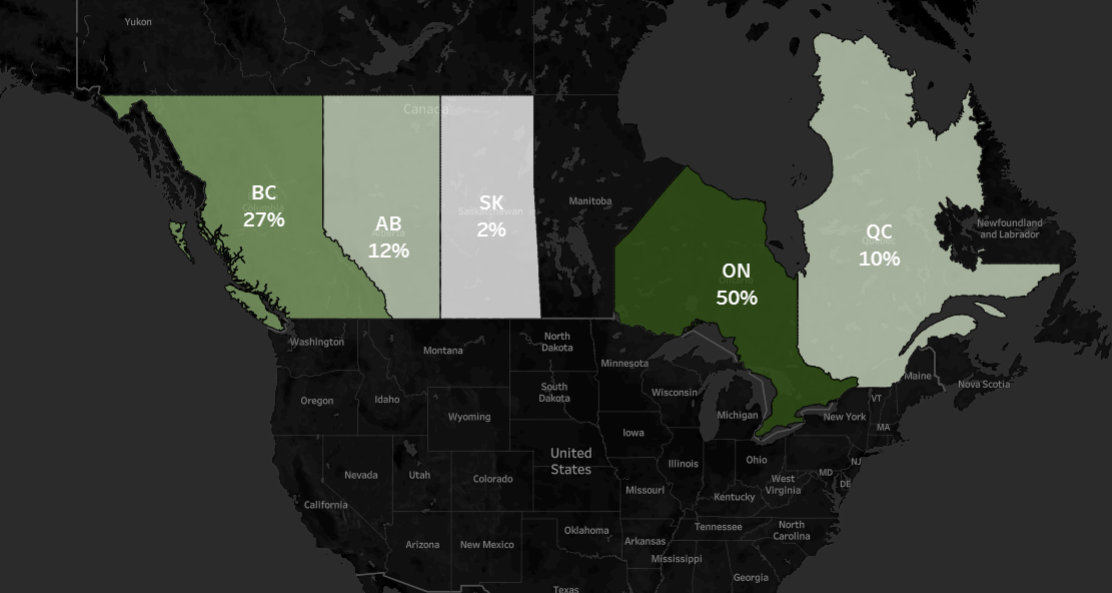 Yukon
Canada
BC
27%
AB
12%
SK
Saskatchewan
2%
Manitoba
ON
50%
QC
10%
Newfoundland
and Labrador
Washington
Montana
North
Dakota
Minnesota
Maine
Nova Scotia
Oregon
Idaho
South
Dakota
Wisconsin
Michigan
VT
New York
MA
Wyoming
Iowa
United
States
Nevada
Utah
Colorado
Illinois
Ohio
NJ
MD
DE
West
Virginia
California
Missouri
Kentucky
Arizona
New Mexico
Oklahoma
Arkansas
Tennessee
North
Carolina
Mississippi
Georgia
Texas